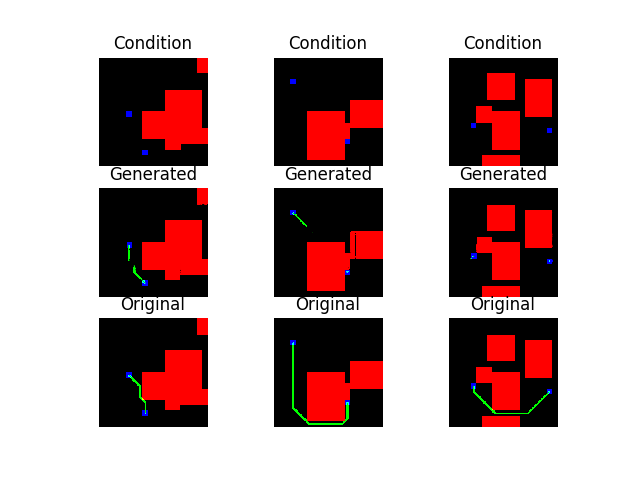 Condition Condition Condition
Generated Generated Generated
Original Original Original